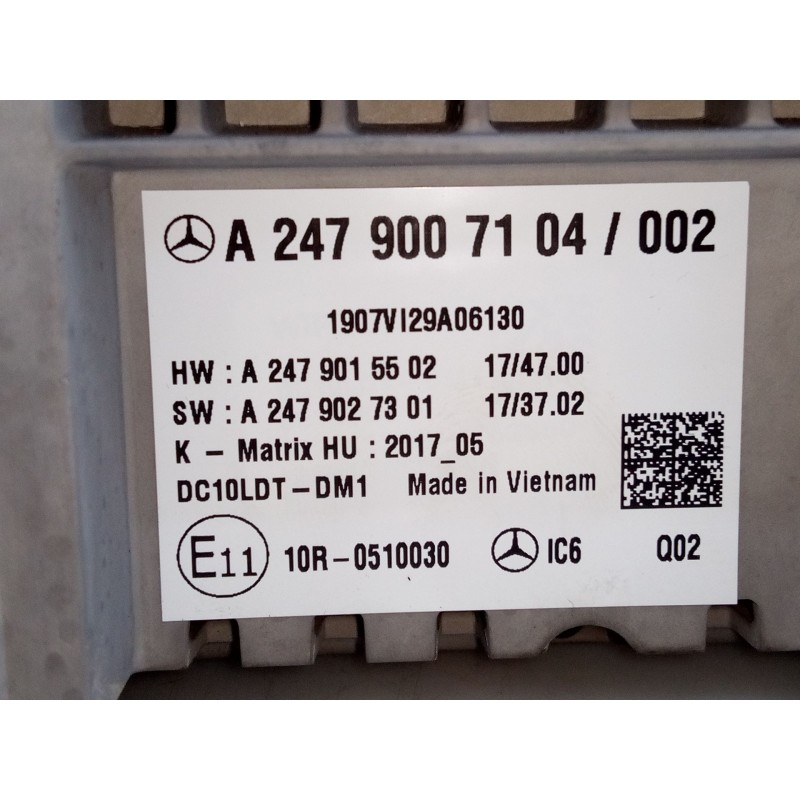 A 247 900 71 04 / 002
1907VI29A06130
HW : A 247 901 55 02 17/47.00
SW : A 247 902 73 01 17/37.02
K - Matrix HU : 2017_05
DC10LDT-DM1 Made in Vietnam
E11 10R-0510030 IC6 Q02